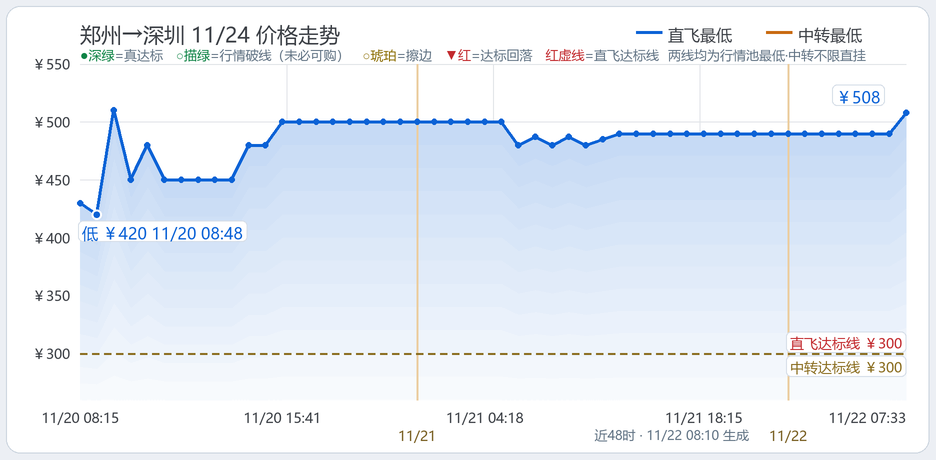 郑州→深圳 11/24 价格走势
直飞最低 中转最低
●深绿=真达标 ○描绿=行情破线（未必可购） ○琥珀=擦边 ▼红=达标回落 红虚线=直飞达标线 两线均为行情池最低·中转不限直挂
¥550
¥508
¥500
¥450
低 ¥420 11/20 08:48
¥400
¥350
直飞达标线 ¥300
¥300
中转达标线 ¥300
11/20 08:15 11/20 15:41 11/21 04:18 11/21 18:15 11/22 07:33
11/21 近48时 · 11/22 08:10 生成 11/22